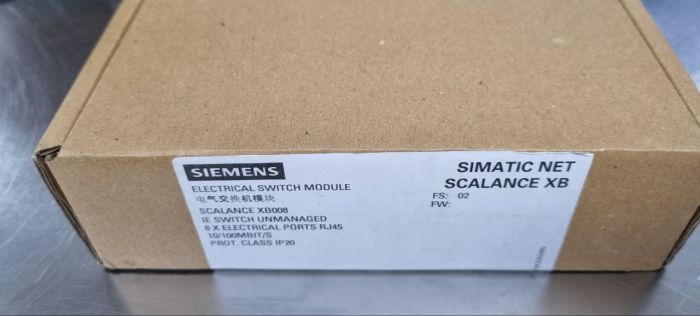 SIEMENS
ELECTRICAL SWITCH MODULE
电气交换机模块
SCALANCE XB008
IE SWITCH UNMANAGED
8 X ELECTRICAL PORTS RJ45
10/100MBIT/S
PROT. CLASS IP20
SIMATIC NET
SCALANCE XB
FS: 02
FW: